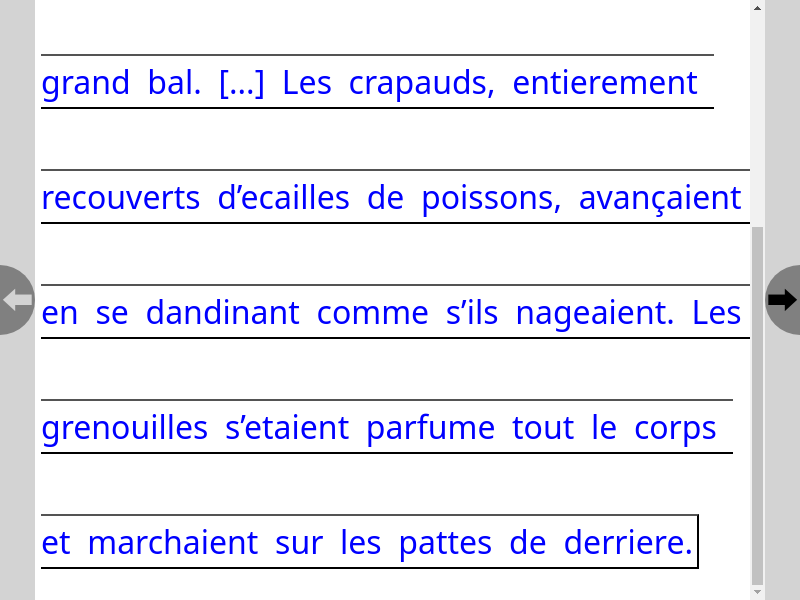 grand bal. [...] Les crapauds, entierement
recouverts d’ecailles de poissons, avançaient
en se dandinant comme s’ils nageaient. Les
grenouilles s’etaient parfume tout le corps
et marchaient sur les pattes de derriere.